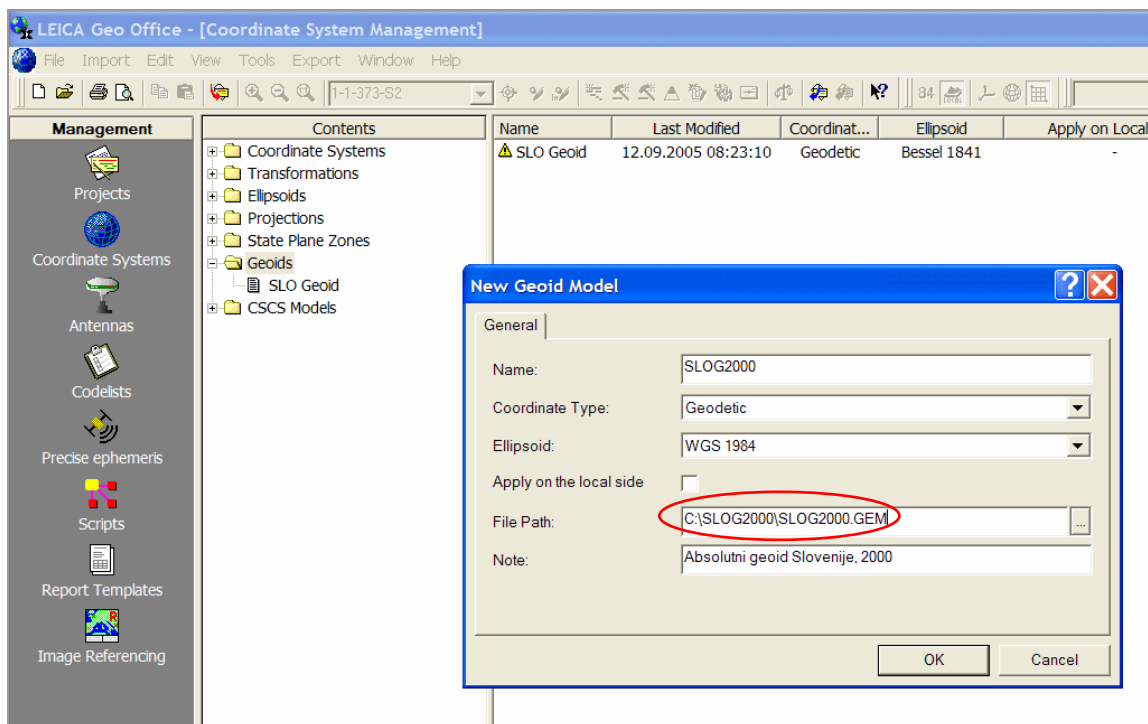 LEICA Geo Office - [Coordinate System Management]
File Import Edit View Tools Export Window Help
1-1-373-S2
84
LOCAL
Management
Projects
Coordinate Systems
Antennas
Codelists
Precise ephemeris
Scripts
Report Templates
R
Image Referencing
Contents
Coordinate Systems
Transformations
Ellipsoids
Projections
State Plane Zones
Geoids
SLO Geoid
CSCS Models
Name Last Modified Coordinat... Ellipsoid Apply on Local
SLO Geoid 12.09.2005 08:23:10 Geodetic Bessel 1841 -
New Geoid Model
General
Name: SLOG2000
Coordinate Type: Geodetic
Ellipsoid: WGS 1984
Apply on the local side
File Path: C:\SLOG2000\SLOG2000.GEM ...
Note: Absolutni geoid Slovenije, 2000
OK Cancel